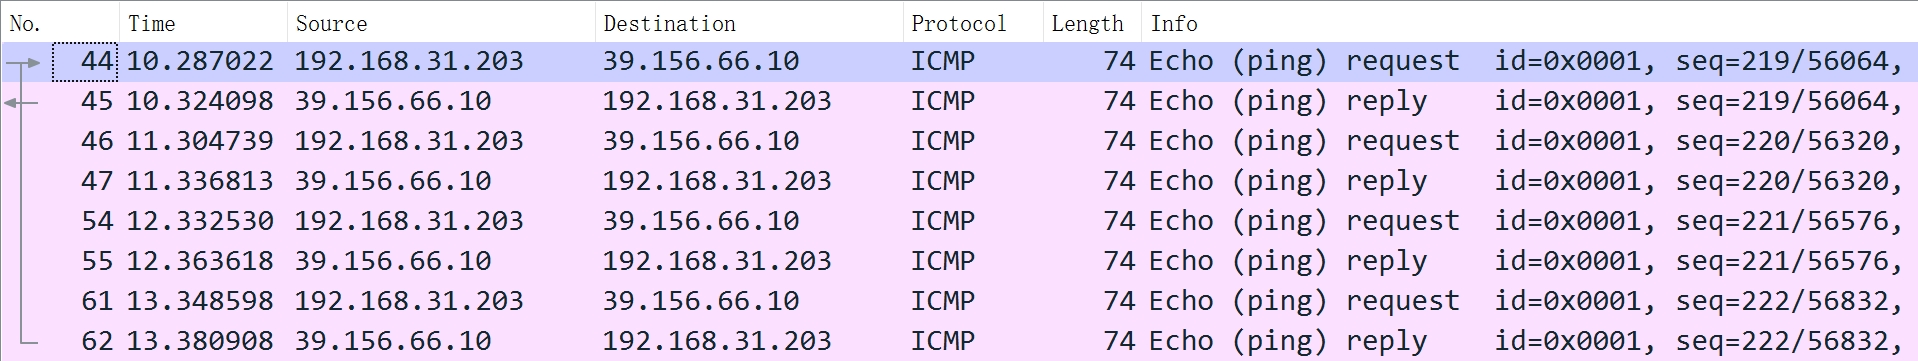 No. Time Source Destination Protocol Length Info
44 10.287022 192.168.31.203 39.156.66.10 ICMP 74 Echo (ping) request id=0x0001, seq=219/56064,
45 10.324098 39.156.66.10 192.168.31.203 ICMP 74 Echo (ping) reply id=0x0001, seq=219/56064,
46 11.304739 192.168.31.203 39.156.66.10 ICMP 74 Echo (ping) request id=0x0001, seq=220/56320,
47 11.336813 39.156.66.10 192.168.31.203 ICMP 74 Echo (ping) reply id=0x0001, seq=220/56320,
54 12.332530 192.168.31.203 39.156.66.10 ICMP 74 Echo (ping) request id=0x0001, seq=221/56576,
55 12.363618 39.156.66.10 192.168.31.203 ICMP 74 Echo (ping) reply id=0x0001, seq=221/56576,
61 13.348598 192.168.31.203 39.156.66.10 ICMP 74 Echo (ping) request id=0x0001, seq=222/56832,
62 13.380908 39.156.66.10 192.168.31.203 ICMP 74 Echo (ping) reply id=0x0001, seq=222/56832,